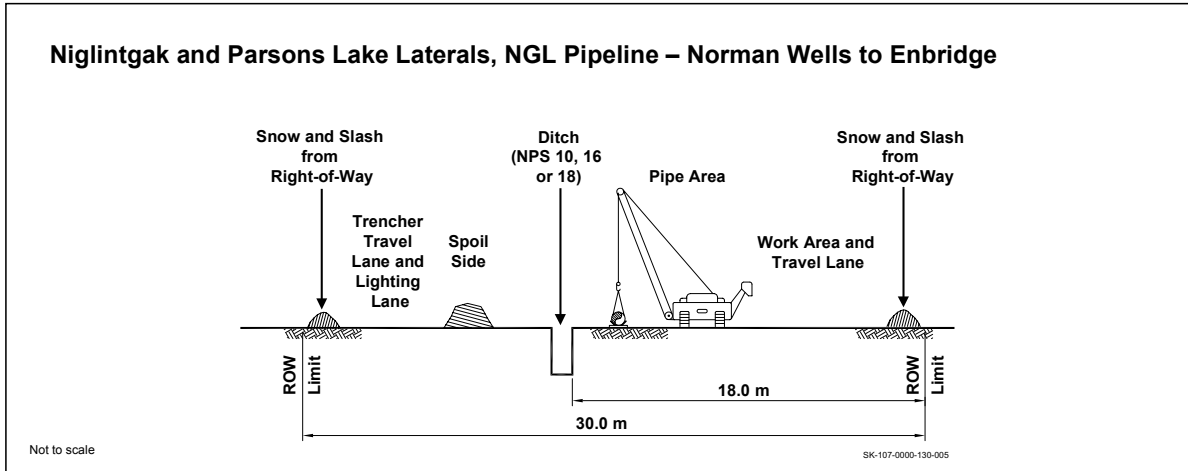 Niglintgak and Parsons Lake Laterals, NGL Pipeline – Norman Wells to Enbridge
Snow and Slash
from
Right-of-Way
Trencher
Travel
Lane and
Lighting
Lane
Spoil
Side
Ditch
(NPS 10, 16
or 18)
Pipe Area
Work Area and
Travel Lane
Snow and Slash
from
Right-of-Way
ROW
Limit
ROW
Limit
18.0 m
30.0 m
Not to scale
SK-107-0000-130-005